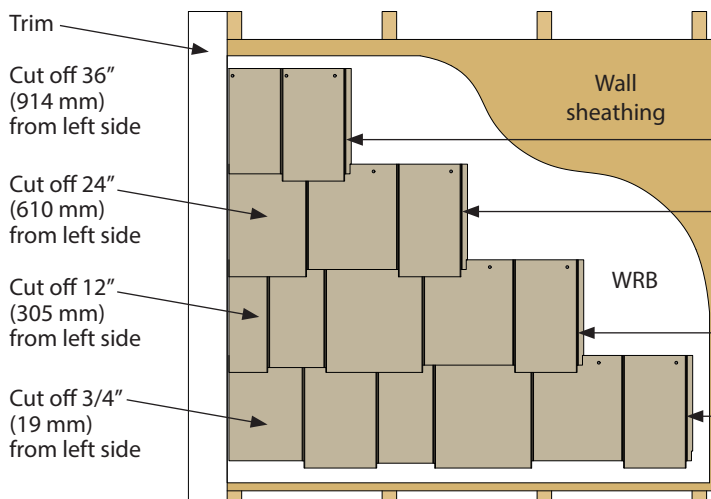 Trim
Cut off 36”
(914 mm)
from left side
Wall
sheathing
Cut off 24”
(610 mm)
from left side
WRB
Cut off 12”
(305 mm)
from left side
Cut off 3/4”
(19 mm)
from left side